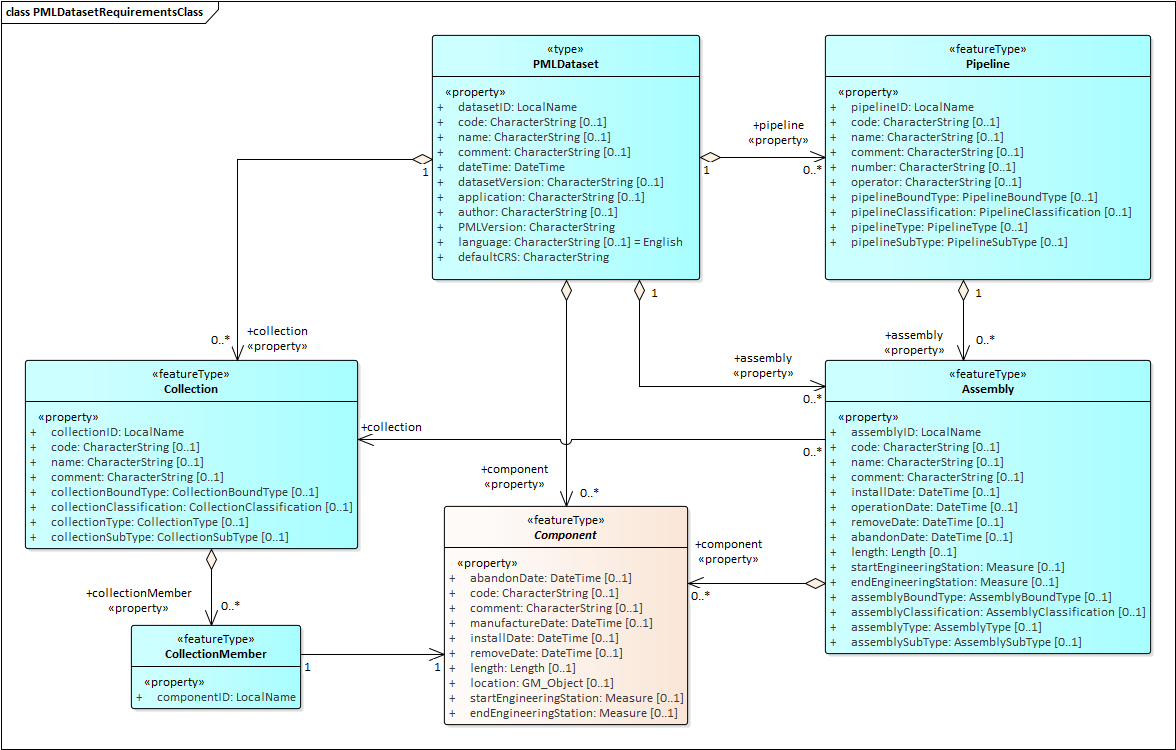 class PMLDatasetRequirementsClass
«type»
PMLDataset
«property»
+ datasetID: LocalName
+ code: CharacterString [0..1]
+ name: CharacterString [0..1]
+ comment: CharacterString [0..1]
+ dateTime: DateTime
+ datasetVersion: CharacterString [0..1]
+ application: CharacterString [0..1]
+ author: CharacterString [0..1]
+ PMLVersion: CharacterString
+ language: CharacterString [0..1] = English
+ defaultCRS: CharacterString
+pipeline
«property»
1
0..*
«featureType»
Pipeline
«property»
+ pipelineID: LocalName
+ code: CharacterString [0..1]
+ name: CharacterString [0..1]
+ comment: CharacterString [0..1]
+ number: CharacterString [0..1]
+ operator: CharacterString [0..1]
+ pipelineBoundType: PipelineBoundType [0..1]
+ pipelineClassification: PipelineClassification [0..1]
+ pipelineType: PipelineType [0..1]
+ pipelineSubType: PipelineSubType [0..1]
1
1
1
+collection
«property»
0..*
+assembly
«property»
0..*
+assembly
«property»
0..*
«featureType»
Collection
«property»
+ collectionID: LocalName
+ code: CharacterString [0..1]
+ name: CharacterString [0..1]
+ comment: CharacterString [0..1]
+ collectionBoundType: CollectionBoundType [0..1]
+ collectionClassification: CollectionClassification [0..1]
+ collectionType: CollectionType [0..1]
+ collectionSubType: CollectionSubType [0..1]
+collection
0..*
+component
«property»
0..*
«featureType»
Assembly
«property»
+ assemblyID: LocalName
+ code: CharacterString [0..1]
+ name: CharacterString [0..1]
+ comment: CharacterString [0..1]
+ installDate: DateTime [0..1]
+ operationDate: DateTime [0..1]
+ removeDate: DateTime [0..1]
+ abandonDate: DateTime [0..1]
+ length: Length [0..1]
+ startEngineeringStation: Measure [0..1]
+ endEngineeringStation: Measure [0..1]
+ assemblyBoundType: AssemblyBoundType [0..1]
+ assemblyClassification: AssemblyClassification [0..1]
+ assemblyType: AssemblyType [0..1]
+ assemblySubType: AssemblySubType [0..1]
+component
«property»
0..*
«featureType»
Component
«property»
+ abandonDate: DateTime [0..1]
+ code: CharacterString [0..1]
+ comment: CharacterString [0..1]
+ manufactureDate: DateTime [0..1]
+ installDate: DateTime [0..1]
+ removeDate: DateTime [0..1]
+ length: Length [0..1]
+ location: GM_Object [0..1]
+ startEngineeringStation: Measure [0..1]
+ endEngineeringStation: Measure [0..1]
+collectionMember
«property»
0..*
«featureType»
CollectionMember
«property»
+ componentID: LocalName
1
1